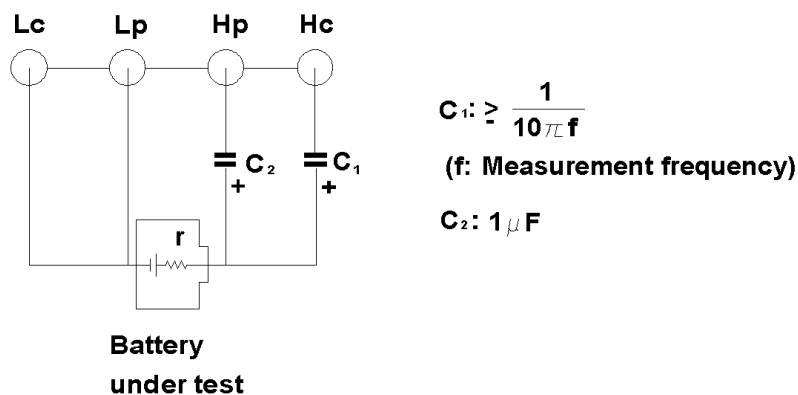 Lc Lp Hp Hc
C₁: ≥ 1
10πf
(f: Measurement frequency)
C₂ C₁
+ +
C₂: 1μF
r
Battery
under test